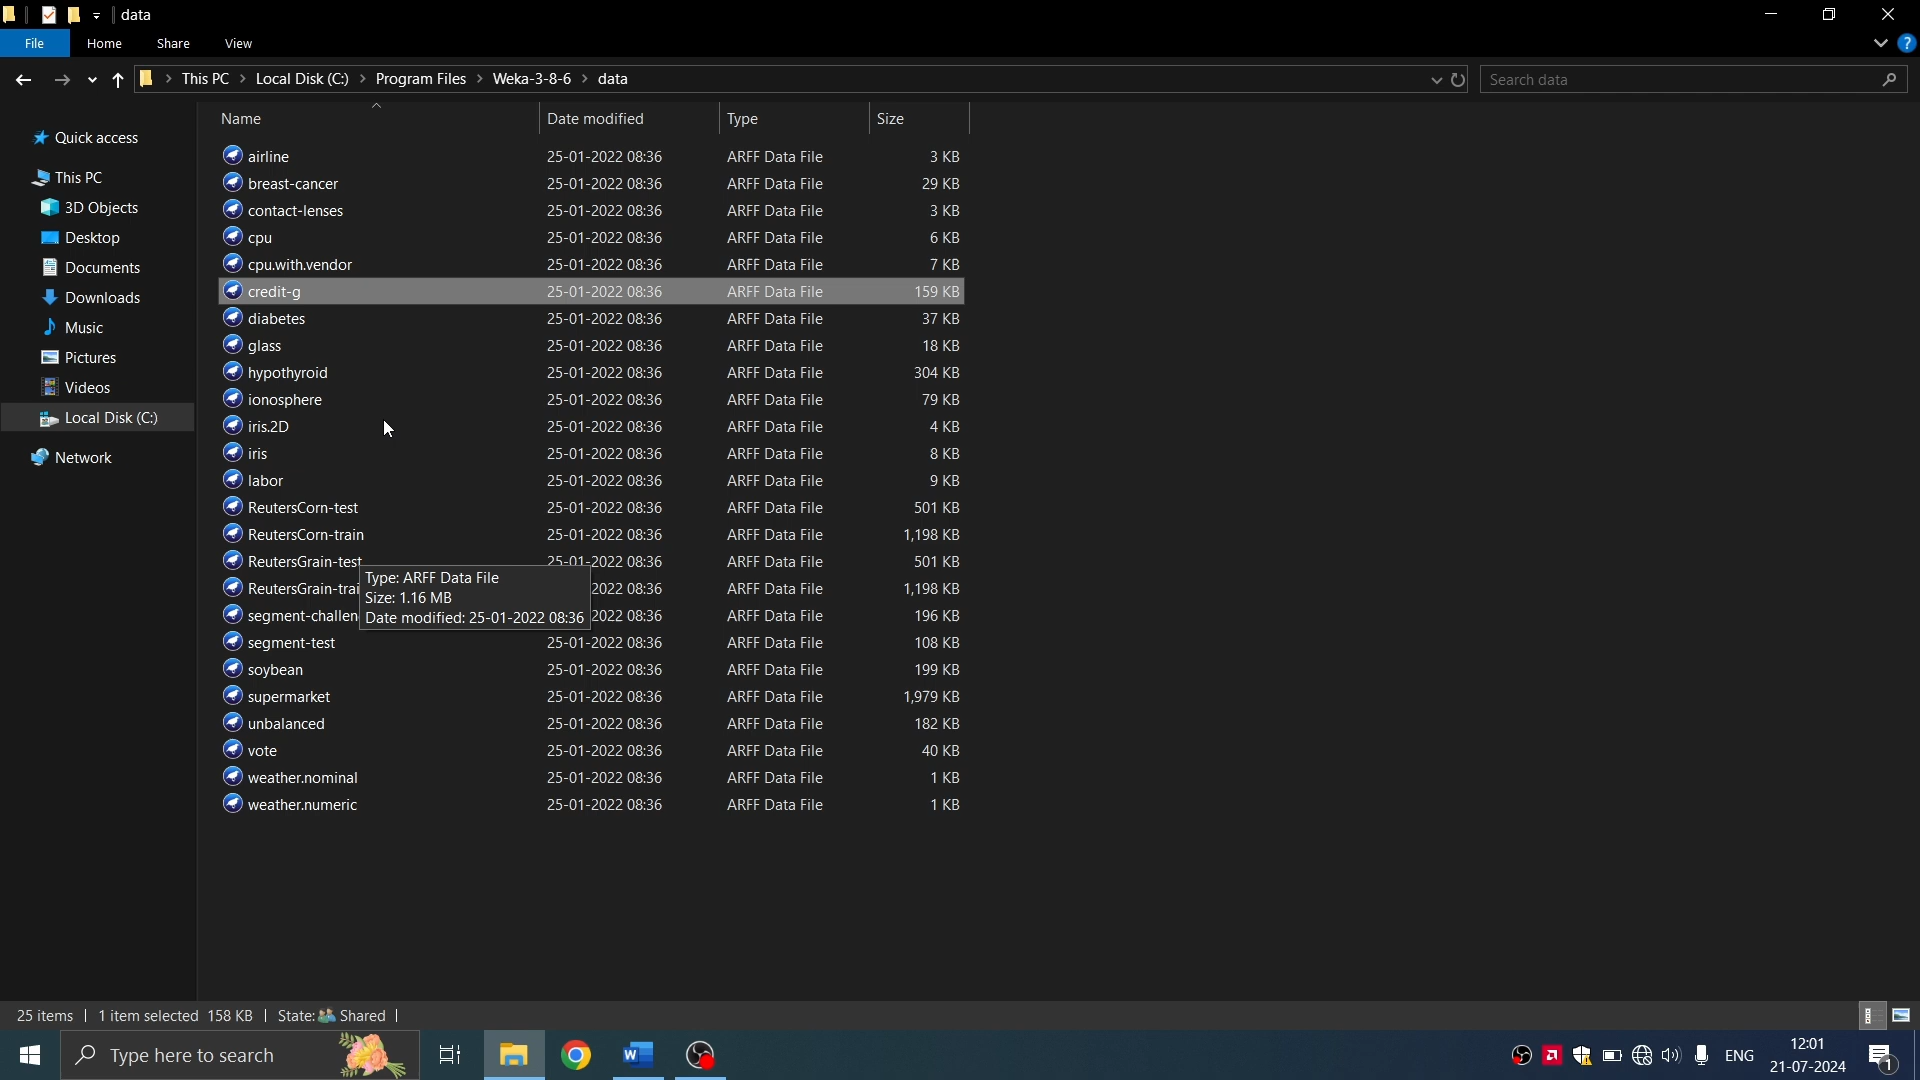 data
File Home Share View
This PC > Local Disk (C:) > Program Files > Weka-3-8-6 > data
Search data
Quick access
This PC
3D Objects
Desktop
Documents
Downloads
Music
Pictures
Videos
Local Disk (C:)
Network
Name Date modified Type Size
airline 25-01-2022 08:36 ARFF Data File 3 KB
breast-cancer 25-01-2022 08:36 ARFF Data File 29 KB
contact-lenses 25-01-2022 08:36 ARFF Data File 3 KB
cpu 25-01-2022 08:36 ARFF Data File 6 KB
cpu.with.vendor 25-01-2022 08:36 ARFF Data File 7 KB
credit-g 25-01-2022 08:36 ARFF Data File 159 KB
diabetes 25-01-2022 08:36 ARFF Data File 37 KB
glass 25-01-2022 08:36 ARFF Data File 18 KB
hypothyroid 25-01-2022 08:36 ARFF Data File 304 KB
ionosphere 25-01-2022 08:36 ARFF Data File 79 KB
iris.2D 25-01-2022 08:36 ARFF Data File 4 KB
iris 25-01-2022 08:36 ARFF Data File 8 KB
labor 25-01-2022 08:36 ARFF Data File 9 KB
ReutersCorn-test 25-01-2022 08:36 ARFF Data File 501 KB
ReutersCorn-train 25-01-2022 08:36 ARFF Data File 1,198 KB
ReutersGrain-test 25-01-2022 08:36 ARFF Data File 501 KB
ReutersGrain-trai 2022 08:36 ARFF Data File 1,198 KB
segment-challen 2022 08:36 ARFF Data File 196 KB
segment-test 25-01-2022 08:36 ARFF Data File 108 KB
soybean 25-01-2022 08:36 ARFF Data File 199 KB
supermarket 25-01-2022 08:36 ARFF Data File 1,979 KB
unbalanced 25-01-2022 08:36 ARFF Data File 182 KB
vote 25-01-2022 08:36 ARFF Data File 40 KB
weather.nominal 25-01-2022 08:36 ARFF Data File 1 KB
weather.numeric 25-01-2022 08:36 ARFF Data File 1 KB
Type: ARFF Data File
Size: 1.16 MB
Date modified: 25-01-2022 08:36
25 items 1 item selected 158 KB State: Shared
Type here to search
ENG
12:01
21-07-2024
1